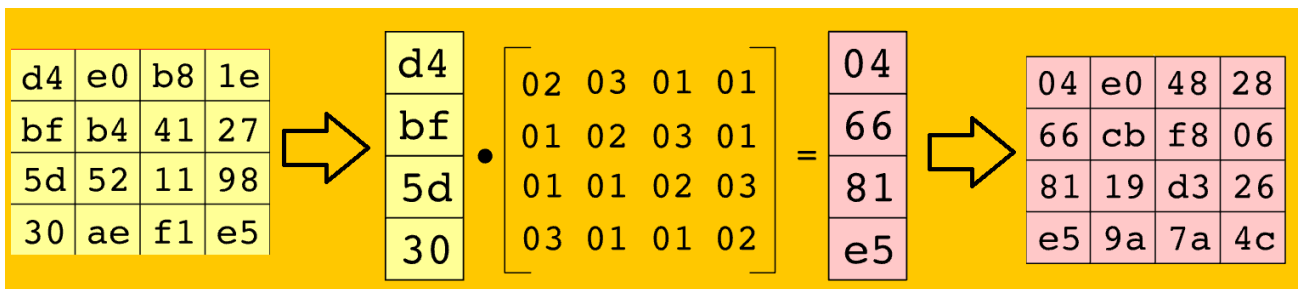 d4 e0 b8 1e
bf b4 41 27
5d 52 11 98
30 ae f1 e5
d4
bf
5d
30
•
02 03 01 01
01 02 03 01
01 01 02 03
03 01 01 02
=
04
66
81
e5
04 e0 48 28
66 cb f8 06
81 19 d3 26
e5 9a 7a 4c